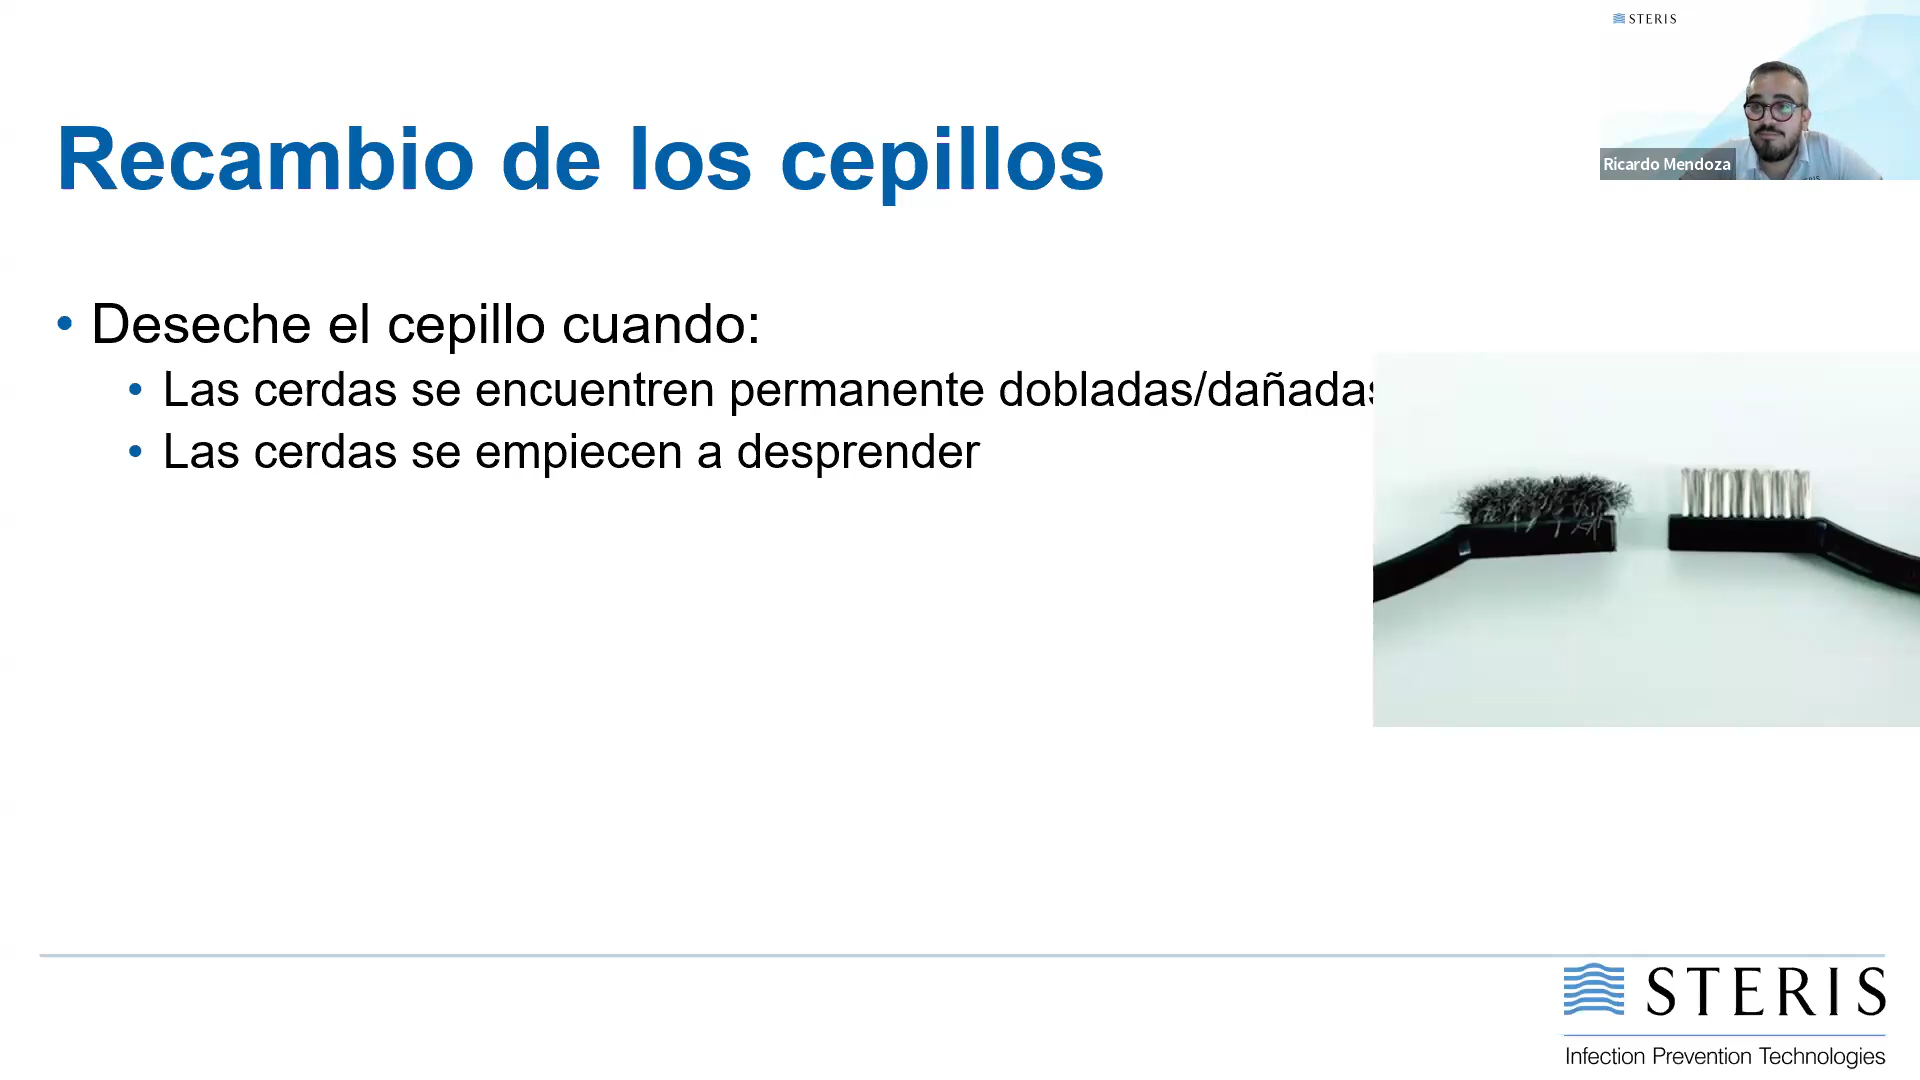 STERIS
Ricardo Mendoza
Recambio de los cepillos
• Deseche el cepillo cuando:
• Las cerdas se encuentren permanente dobladas/dañadas
• Las cerdas se empiecen a desprender
STERIS
Infection Prevention Technologies